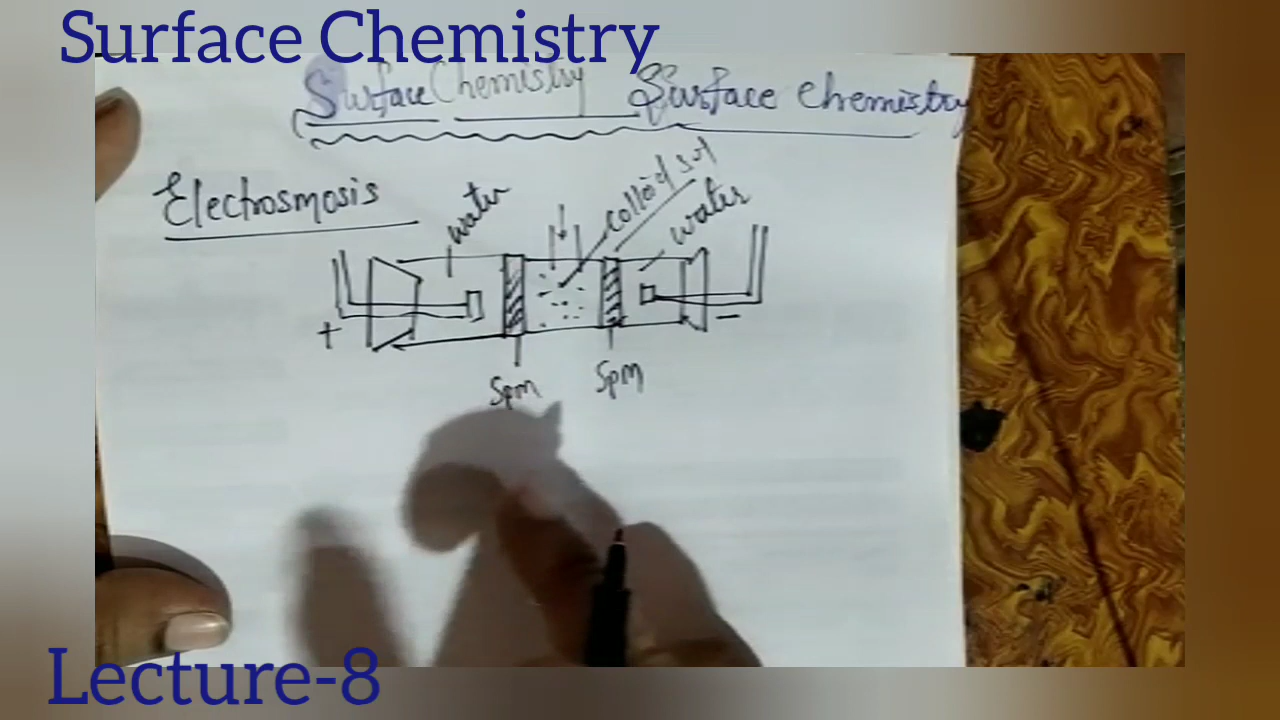 Surface Chemistry
Surface Chemistry Surface chemistry
Electrosmosis
water
colloid sol
water
+
−
Spm
Spm
Lecture-8